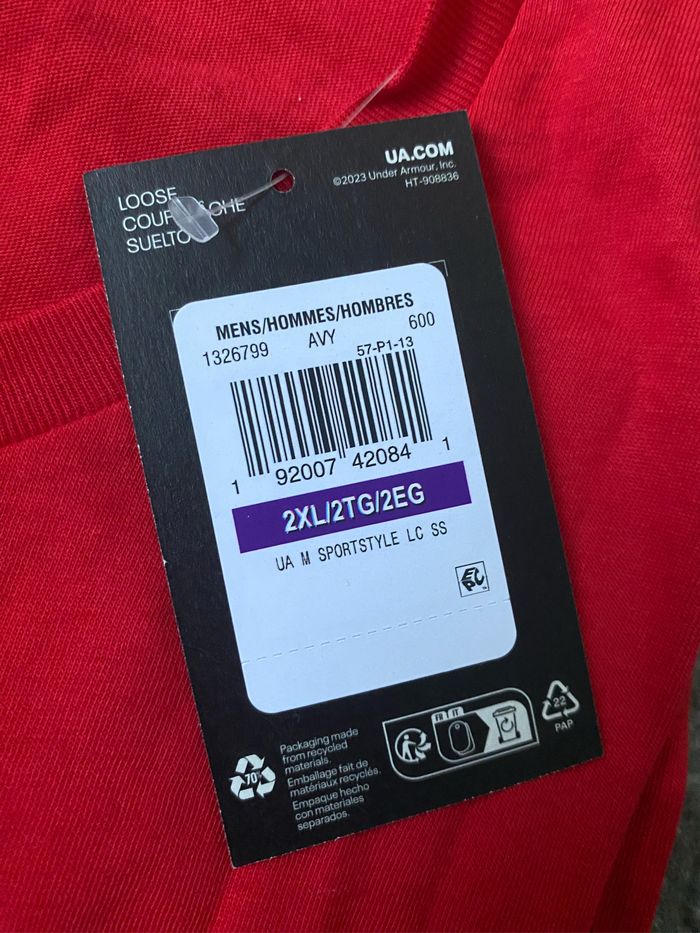 UA.COM
©2023 Under Armour, Inc.
HT-908836
LOOSE
SUELTO
MENS/HOMMES/HOMBRES
1326799 AVY 600
57-P1-13
1 92007 42084 1
2XL/2TG/2EG
UA M SPORTSTYLE LC SS
EPC
70%
Packaging made
from recycled
materials.
Emballage fait de
matériaux recyclés.
Empaque hecho
con materiales
separados.
FR IT
22
PAP